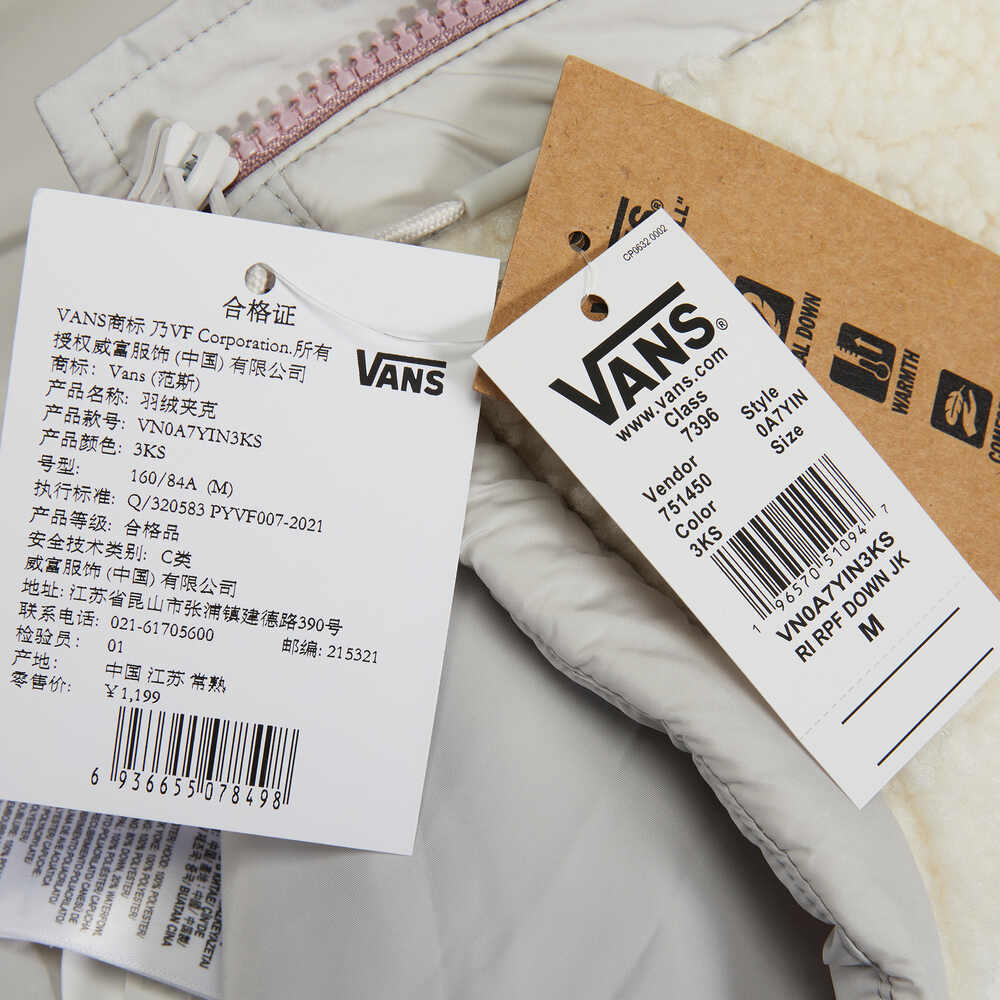 合格证
VANS商标 乃VF Corporation.所有
授权威富服饰 (中国) 有限公司
商标: Vans (范斯)
产品名称: 羽绒夹克
产品款号: VN0A7YIN3KS
产品颜色: 3KS
号型: 160/84A (M)
执行标准: Q/320583 PYVF007-2021
产品等级: 合格品
安全技术类别: C类
威富服饰 (中国) 有限公司
地址: 江苏省昆山市张浦镇建德路390号
联系电话: 021-61705600 邮编: 215321
检验员: 01
产地: 中国 江苏 常熟
零售价: ¥1,199
6 936655 078498
VANS
CP0632 0002
VANS®
www.vans.com
Class Style
7396 0A7YIN
Vendor Size
751450
Color
3KS
1 96570 51094 7
VN0A7YIN3KS
RI RPF DOWN JK
M
DOWN
WARMTH